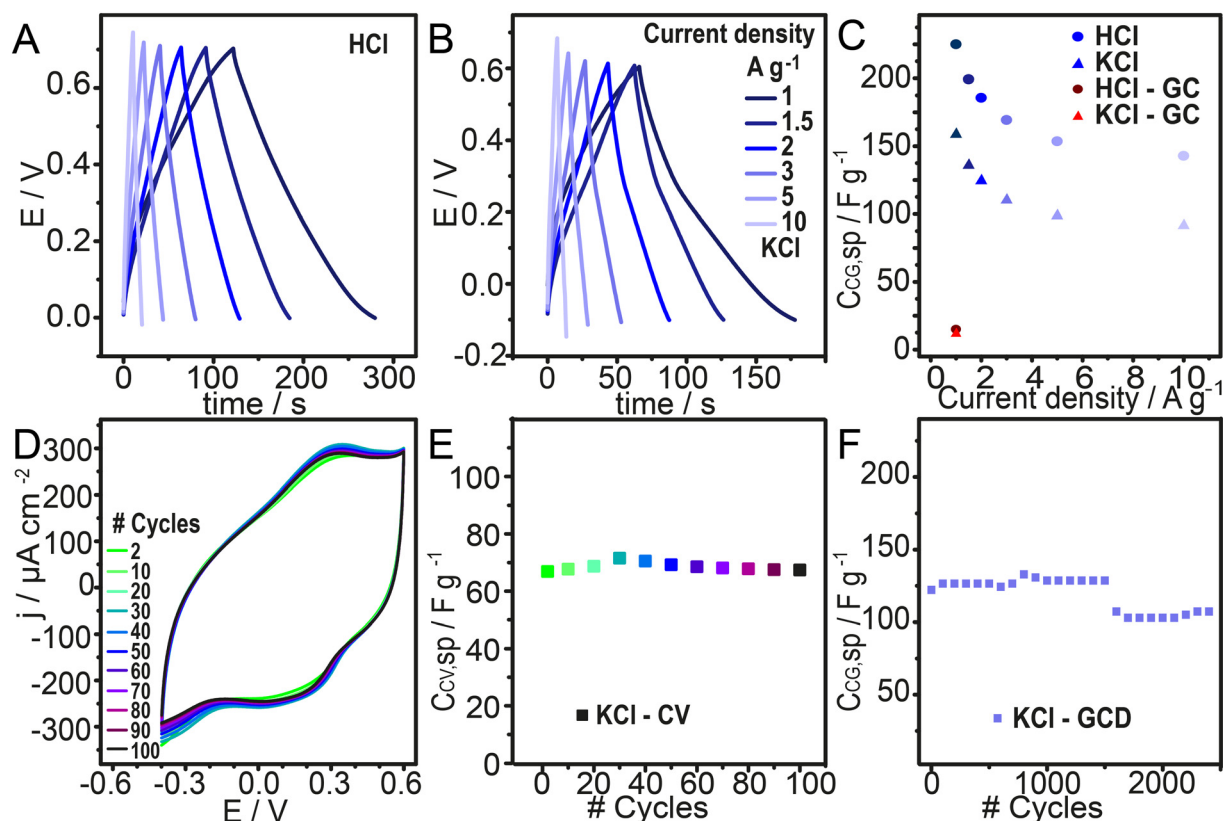 A
HCl
E / V
0.6
0.4
0.2
0.0
0
100
200
300
time / s
B
Current density
A g⁻¹
1
1.5
2
3
5
10
KCl
E / V
0.6
0.4
0.2
0.0
-0.2
0
50
100
150
time / s
C
HCl
KCl
HCl - GC
KCl - GC
CCG,sp / F g⁻¹
200
150
100
50
0
0
2
4
6
8
10
Current density / A g⁻¹
D
# Cycles
2
10
20
30
40
50
60
70
80
90
100
j / µA cm⁻²
300
200
100
0
-100
-200
-300
-0.6
-0.3
0.0
0.3
0.6
E / V
E
CCV,sp / F g⁻¹
100
80
60
40
20
0
KCl - CV
0
20
40
60
80
100
# Cycles
F
CCG,sp / F g⁻¹
200
150
100
50
KCl - GCD
0
1000
2000
# Cycles